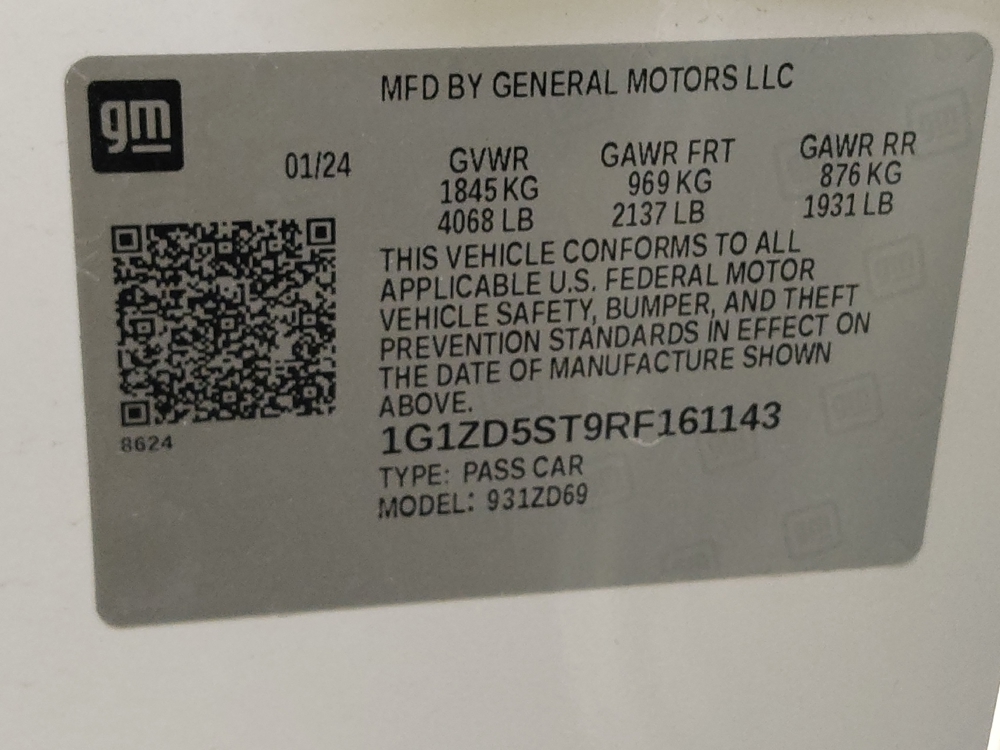 gm
MFD BY GENERAL MOTORS LLC
01/24
GVWR
1845 KG
4068 LB
GAWR FRT
969 KG
2137 LB
GAWR RR
876 KG
1931 LB
THIS VEHICLE CONFORMS TO ALL
APPLICABLE U.S. FEDERAL MOTOR
VEHICLE SAFETY, BUMPER, AND THEFT
PREVENTION STANDARDS IN EFFECT ON
THE DATE OF MANUFACTURE SHOWN
ABOVE.
8624
1G1ZD5ST9RF161143
TYPE: PASS CAR
MODEL: 931ZD69